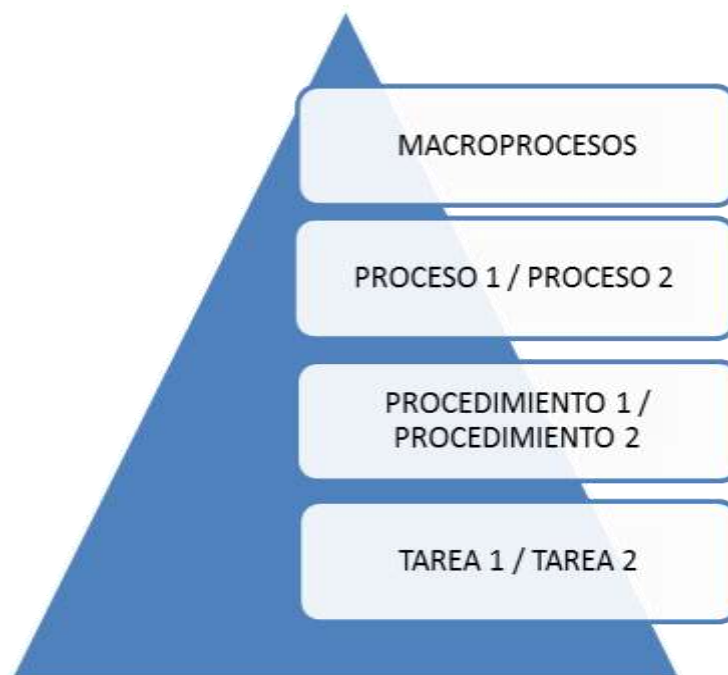 MACROPROCESOS
PROCESO 1 / PROCESO 2
PROCEDIMIENTO 1 /
PROCEDIMIENTO 2
TAREA 1 / TAREA 2